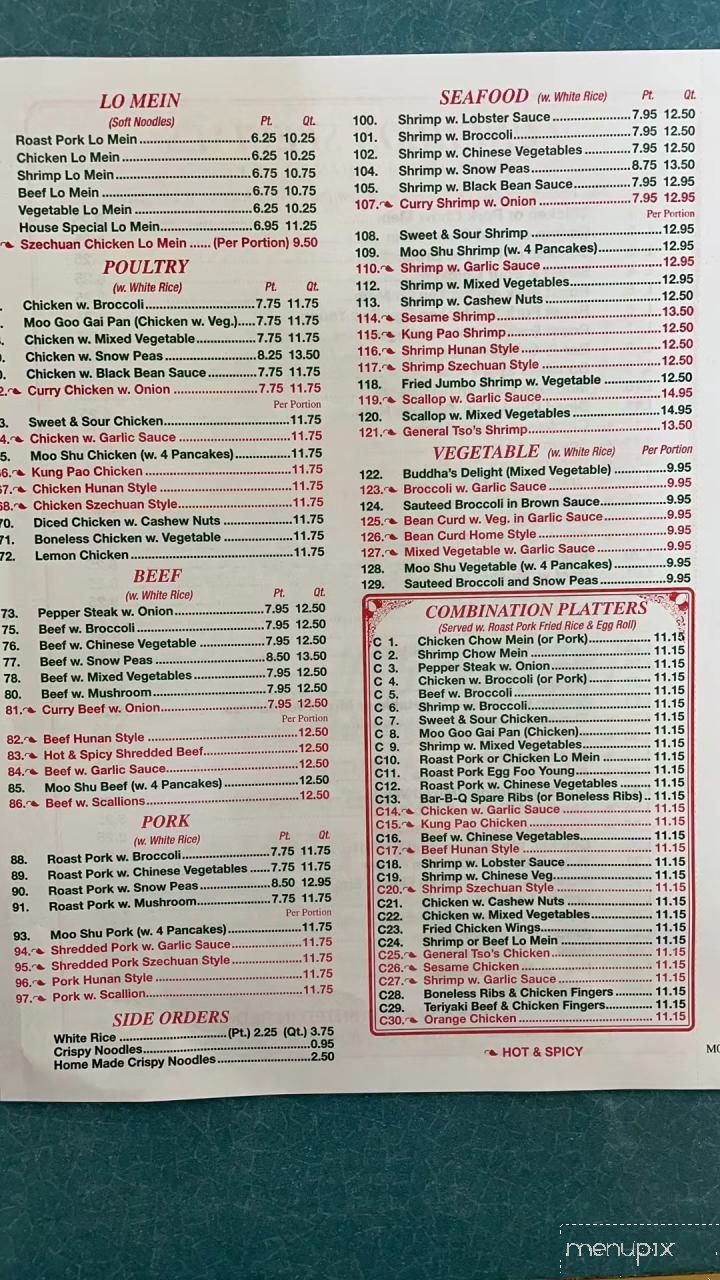 LO MEIN
(Soft Noodles) Pt. Qt.
Roast Pork Lo Mein 6.25 10.25
Chicken Lo Mein 6.25 10.25
Shrimp Lo Mein 6.75 10.75
Beef Lo Mein 6.75 10.75
Vegetable Lo Mein 6.25 10.25
House Special Lo Mein 6.95 11.25
Szechuan Chicken Lo Mein ...... (Per Portion) 9.50
POULTRY
(w. White Rice) Pt. Qt.
Chicken w. Broccoli 7.75 11.75
Moo Goo Gai Pan (Chicken w. Veg.) 7.75 11.75
Chicken w. Mixed Vegetable 7.75 11.75
Chicken w. Snow Peas 8.25 13.50
Chicken w. Black Bean Sauce 7.75 11.75
2. Curry Chicken w. Onion 7.75 11.75
Per Portion
3. Sweet & Sour Chicken 11.75
4. Chicken w. Garlic Sauce 11.75
5. Moo Shu Chicken (w. 4 Pancakes) 11.75
6. Kung Pao Chicken 11.75
67. Chicken Hunan Style 11.75
68. Chicken Szechuan Style 11.75
70. Diced Chicken w. Cashew Nuts 11.75
71. Boneless Chicken w. Vegetable 11.75
72. Lemon Chicken 11.75
BEEF
(w. White Rice) Pt. Qt.
73. Pepper Steak w. Onion 7.95 12.50
75. Beef w. Broccoli 7.95 12.50
76. Beef w. Chinese Vegetable 7.95 12.50
77. Beef w. Snow Peas 8.50 13.50
78. Beef w. Mixed Vegetables 7.95 12.50
80. Beef w. Mushroom 7.95 12.50
81. Curry Beef w. Onion 7.95 12.50
Per Portion
82. Beef Hunan Style 12.50
83. Hot & Spicy Shredded Beef 12.50
84. Beef w. Garlic Sauce 12.50
85. Moo Shu Beef (w. 4 Pancakes) 12.50
86. Beef w. Scallions 12.50
PORK
(w. White Rice) Pt. Qt.
88. Roast Pork w. Broccoli 7.75 11.75
89. Roast Pork w. Chinese Vegetables 7.75 11.75
90. Roast Pork w. Snow Peas 8.50 12.95
91. Roast Pork w. Mushroom 7.75 11.75
Per Portion
93. Moo Shu Pork (w. 4 Pancakes) 11.75
94. Shredded Pork w. Garlic Sauce 11.75
95. Shredded Pork Szechuan Style 11.75
96. Pork Hunan Style 11.75
97. Pork w. Scallion 11.75
SIDE ORDERS
White Rice (Pt.) 2.25 (Qt.) 3.75
Crispy Noodles 0.95
Home Made Crispy Noodles 2.50
SEAFOOD (w. White Rice) Pt. Qt.
100. Shrimp w. Lobster Sauce 7.95 12.50
101. Shrimp w. Broccoli 7.95 12.50
102. Shrimp w. Chinese Vegetables 7.95 12.50
104. Shrimp w. Snow Peas 8.75 13.50
105. Shrimp w. Black Bean Sauce 7.95 12.95
107. Curry Shrimp w. Onion 7.95 12.95
Per Portion
108. Sweet & Sour Shrimp 12.95
109. Moo Shu Shrimp (w. 4 Pancakes) 12.95
110. Shrimp w. Garlic Sauce 12.95
112. Shrimp w. Mixed Vegetables 12.95
113. Shrimp w. Cashew Nuts 12.50
114. Sesame Shrimp 13.50
115. Kung Pao Shrimp 12.50
116. Shrimp Hunan Style 12.50
117. Shrimp Szechuan Style 12.50
118. Fried Jumbo Shrimp w. Vegetable 12.50
119. Scallop w. Garlic Sauce 14.95
120. Scallop w. Mixed Vegetables 14.95
121. General Tso's Shrimp 13.50
VEGETABLE (w. White Rice) Per Portion
122. Buddha's Delight (Mixed Vegetable) 9.95
123. Broccoli w. Garlic Sauce 9.95
124. Sauteed Broccoli in Brown Sauce 9.95
125. Bean Curd w. Veg. in Garlic Sauce 9.95
126. Bean Curd Home Style 9.95
127. Mixed Vegetable w. Garlic Sauce 9.95
128. Moo Shu Vegetable (w. 4 Pancakes) 9.95
129. Sauteed Broccoli and Snow Peas 9.95
COMBINATION PLATTERS
(Served w. Roast Pork Fried Rice & Egg Roll)
C 1. Chicken Chow Mein (or Pork) 11.15
C 2. Shrimp Chow Mein 11.15
C 3. Pepper Steak w. Onion 11.15
C 4. Chicken w. Broccoli (or Pork) 11.15
C 5. Beef w. Broccoli 11.15
C 6. Shrimp w. Broccoli 11.15
C 7. Sweet & Sour Chicken 11.15
C 8. Moo Goo Gai Pan (Chicken) 11.15
C 9. Shrimp w. Mixed Vegetables 11.15
C10. Roast Pork or Chicken Lo Mein 11.15
C11. Roast Pork Egg Foo Young 11.15
C12. Roast Pork w. Chinese Vegetables 11.15
C13. Bar-B-Q Spare Ribs (or Boneless Ribs) 11.15
C14. Chicken w. Garlic Sauce 11.15
C15. Kung Pao Chicken 11.15
C16. Beef w. Chinese Vegetables 11.15
C17. Beef Hunan Style 11.15
C18. Shrimp w. Lobster Sauce 11.15
C19. Shrimp w. Chinese Veg. 11.15
C20. Shrimp Szechuan Style 11.15
C21. Chicken w. Cashew Nuts 11.15
C22. Chicken w. Mixed Vegetables 11.15
C23. Fried Chicken Wings 11.15
C24. Shrimp or Beef Lo Mein 11.15
C25. General Tso's Chicken 11.15
C26. Sesame Chicken 11.15
C27. Shrimp w. Garlic Sauce 11.15
C28. Boneless Ribs & Chicken Fingers 11.15
C29. Teriyaki Beef & Chicken Fingers 11.15
C30. Orange Chicken 11.15
HOT & SPICY
MO
menupix